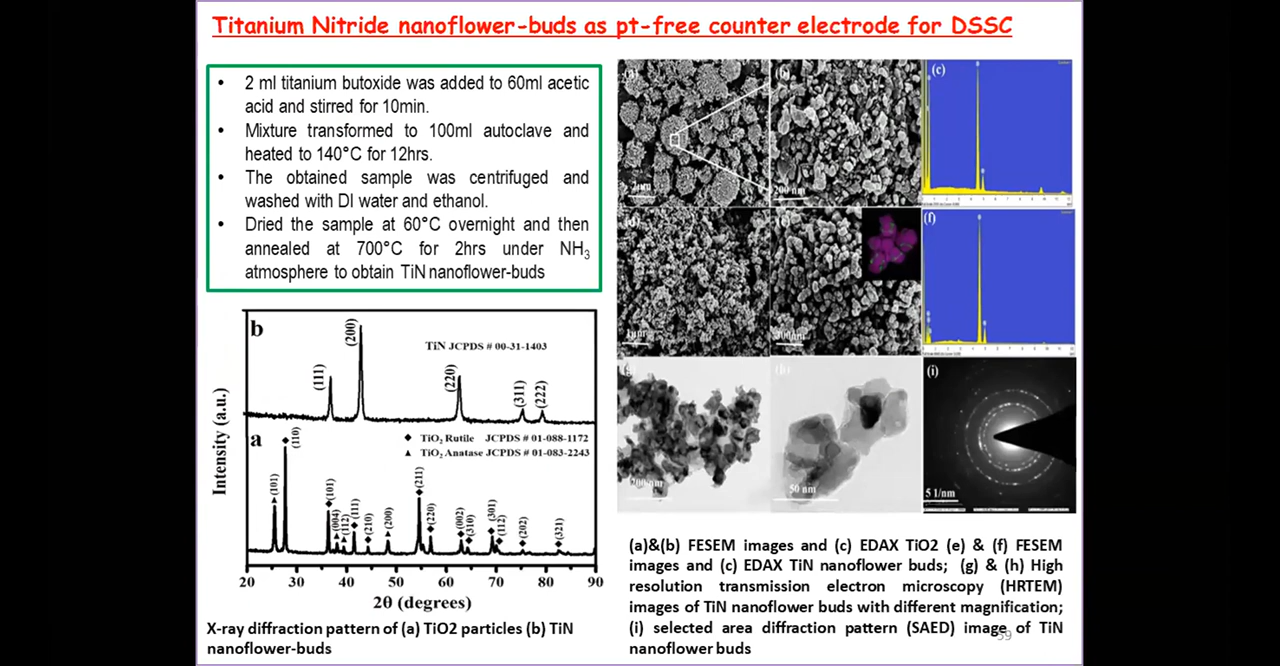 Titanium Nitride nanoflower-buds as pt-free counter electrode for DSSC
• 2 ml titanium butoxide was added to 60ml acetic
acid and stirred for 10min.
• Mixture transformed to 100ml autoclave and
heated to 140°C for 12hrs.
• The obtained sample was centrifuged and
washed with DI water and ethanol.
• Dried the sample at 60°C overnight and then
annealed at 700°C for 2hrs under NH3
atmosphere to obtain TiN nanoflower-buds
b
TiN JCPDS # 00-31-1403
(111)
(200)
(220)
(311)
(222)
a
◆ TiO2 Rutile JCPDS # 01-088-1172
▲ TiO2 Anatase JCPDS # 01-083-2243
(101)
(110)
(101)
(004)
(112)
(111)
(210)
(200)
(211)
(220)
(002)
(310)
(301)
(112)
(202)
(321)
Intensity (a.u.)
20 30 40 50 60 70 80 90
2θ (degrees)
X-ray diffraction pattern of (a) TiO2 particles (b) TiN
nanoflower-buds
(b)
200 nm
(c)
(f)
200 nm
50 nm
(i)
5 1/nm
(a)&(b) FESEM images and (c) EDAX TiO2 (e) & (f) FESEM
images and (c) EDAX TiN nanoflower buds; (g) & (h) High
resolution transmission electron microscopy (HRTEM)
images of TiN nanoflower buds with different magnification;
(i) selected area diffraction pattern (SAED) image of TiN
nanoflower buds
59